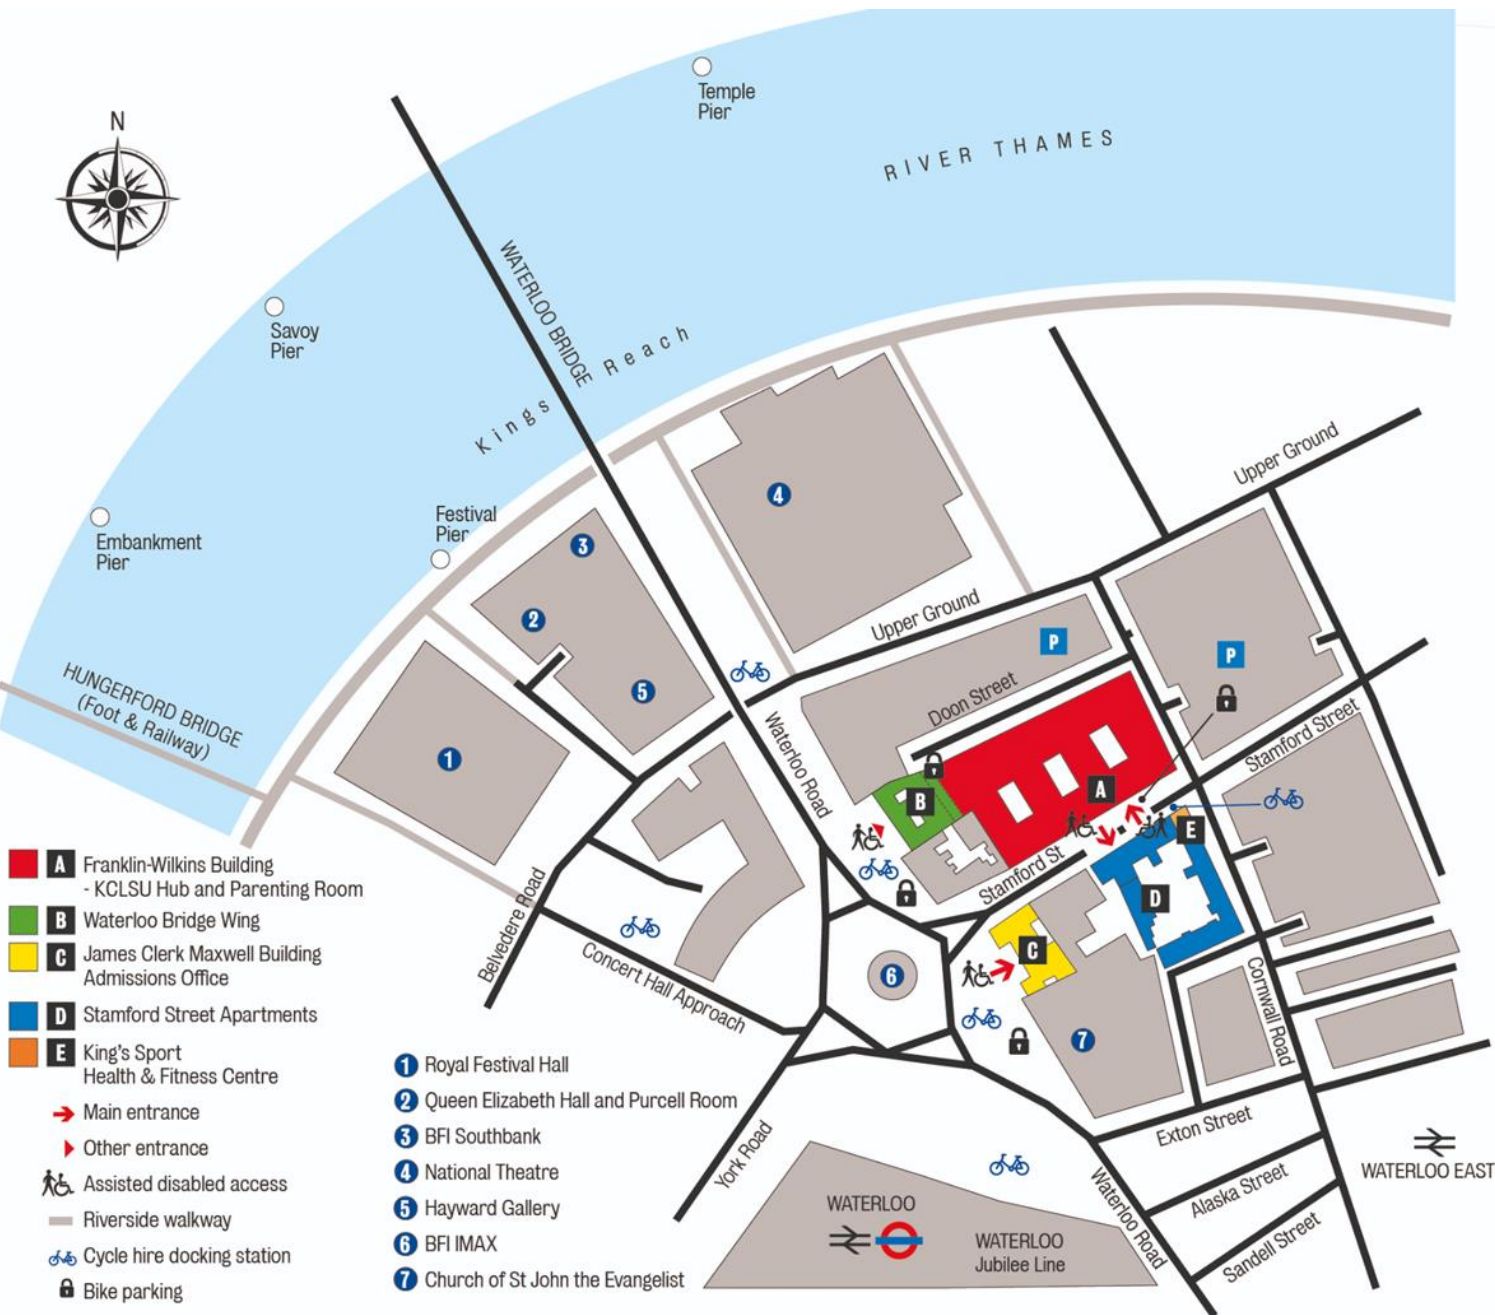 Temple
Pier
RIVER THAMES
N
WATERLOO BRIDGE
Savoy
Pier
Kings Reach
Upper Ground
4
Festival
Pier
Embankment
Pier
3
2
Upper Ground
P
P
HUNGERFORD BRIDGE
(Foot & Railway)
5
Doon Street
Stamford Street
1
Waterloo Road
A
B
E
Stamford St
D
C
Belvedere Road
Concert Hall Approach
6
Cornwall Road
7
A Franklin-Wilkins Building
- KCLSU Hub and Parenting Room
B Waterloo Bridge Wing
C James Clerk Maxwell Building
Admissions Office
D Stamford Street Apartments
E King's Sport
Health & Fitness Centre
Main entrance
Other entrance
Assisted disabled access
Riverside walkway
Cycle hire docking station
Bike parking
1 Royal Festival Hall
2 Queen Elizabeth Hall and Purcell Room
3 BFI Southbank
4 National Theatre
5 Hayward Gallery
6 BFI IMAX
7 Church of St John the Evangelist
York Road
Exton Street
WATERLOO EAST
Waterloo Road
Alaska Street
Sandell Street
WATERLOO
WATERLOO
Jubilee Line